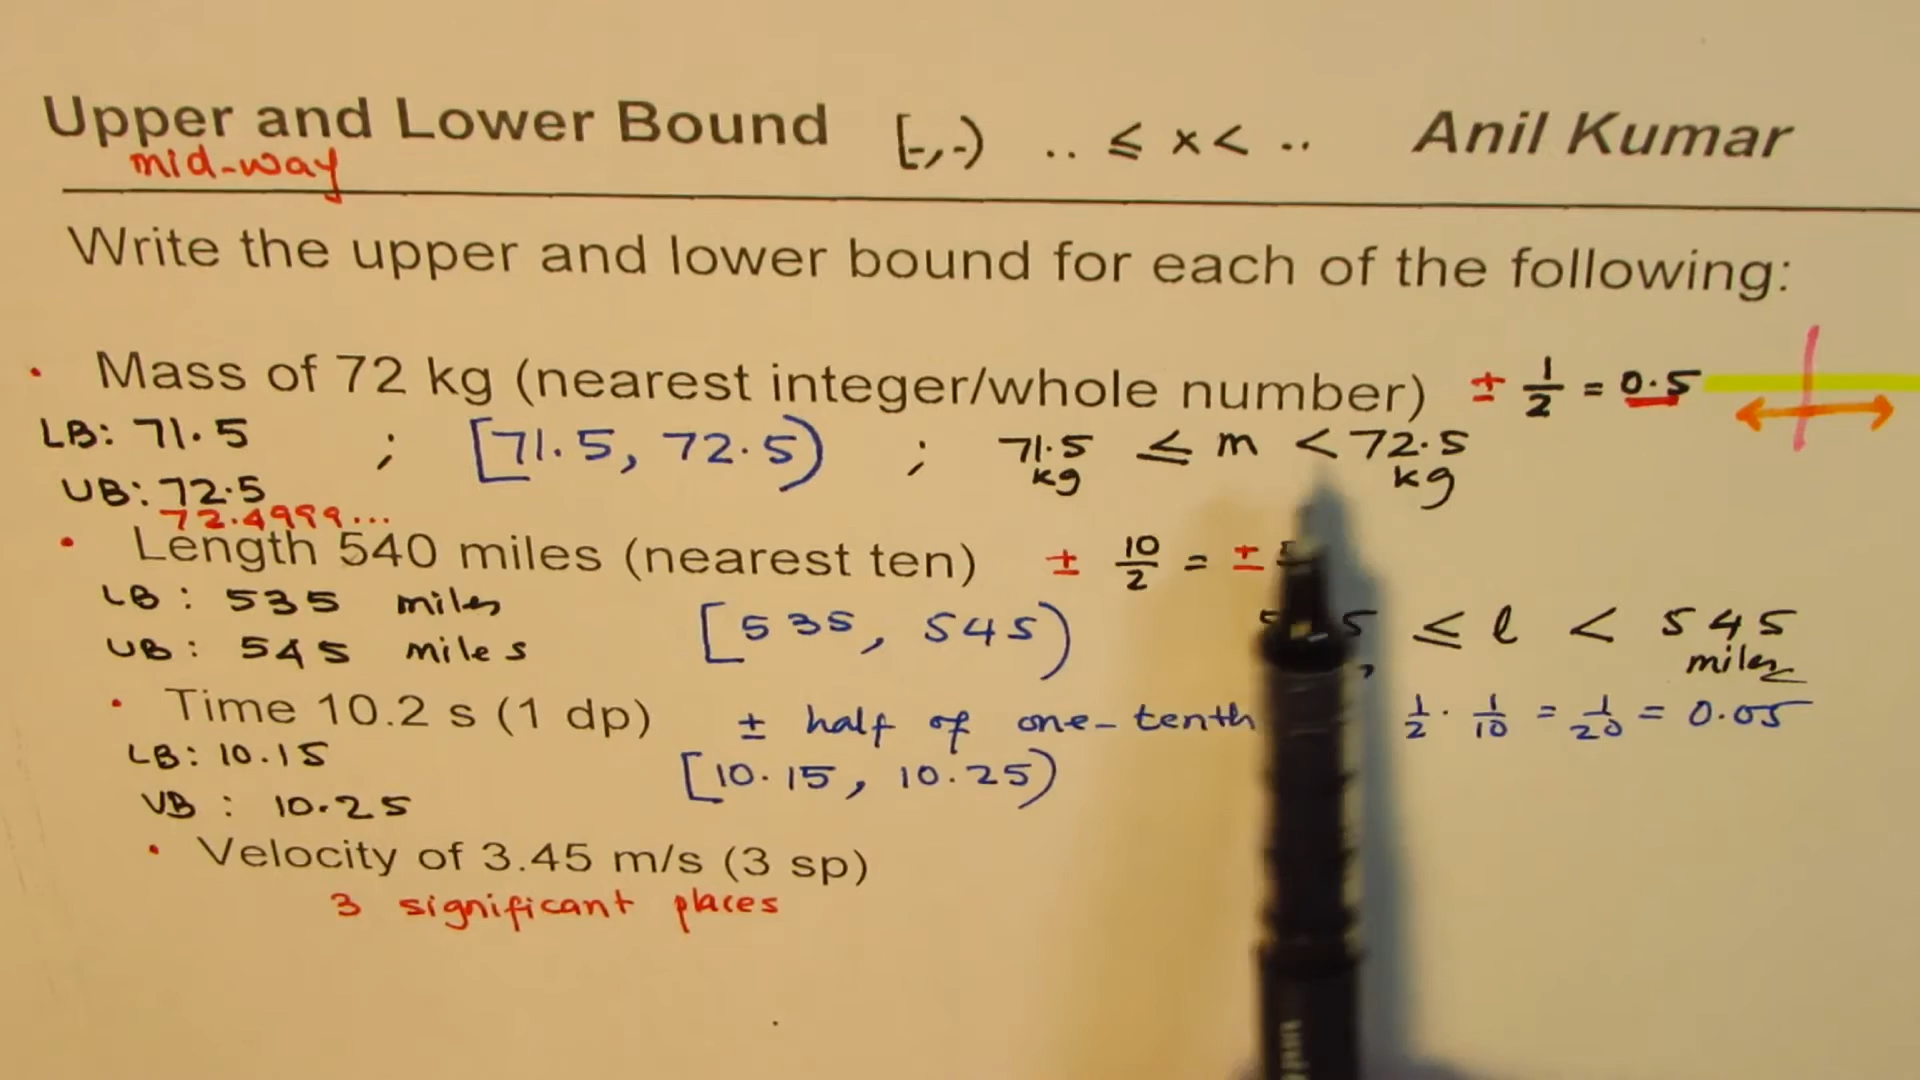 Upper and Lower Bound [-,-) .. ≤ x < .. Anil Kumar
mid-way
Write the upper and lower bound for each of the following:
• Mass of 72 kg (nearest integer/whole number) ± 1/2 = 0.5
LB: 71.5 ; [71.5, 72.5) ; 71.5 kg ≤ m < 72.5 kg
UB: 72.5
72.4999...
• Length 540 miles (nearest ten) ± 10/2 = ±
LB: 535 miles [535, 545) ≤ l < 545 miles
UB: 545 miles
• Time 10.2 s (1 dp) ± half of one-tenth 1/2 · 1/10 = 1/20 = 0.05
LB: 10.15 [10.15, 10.25)
UB: 10.25
• Velocity of 3.45 m/s (3 sp)
3 significant places